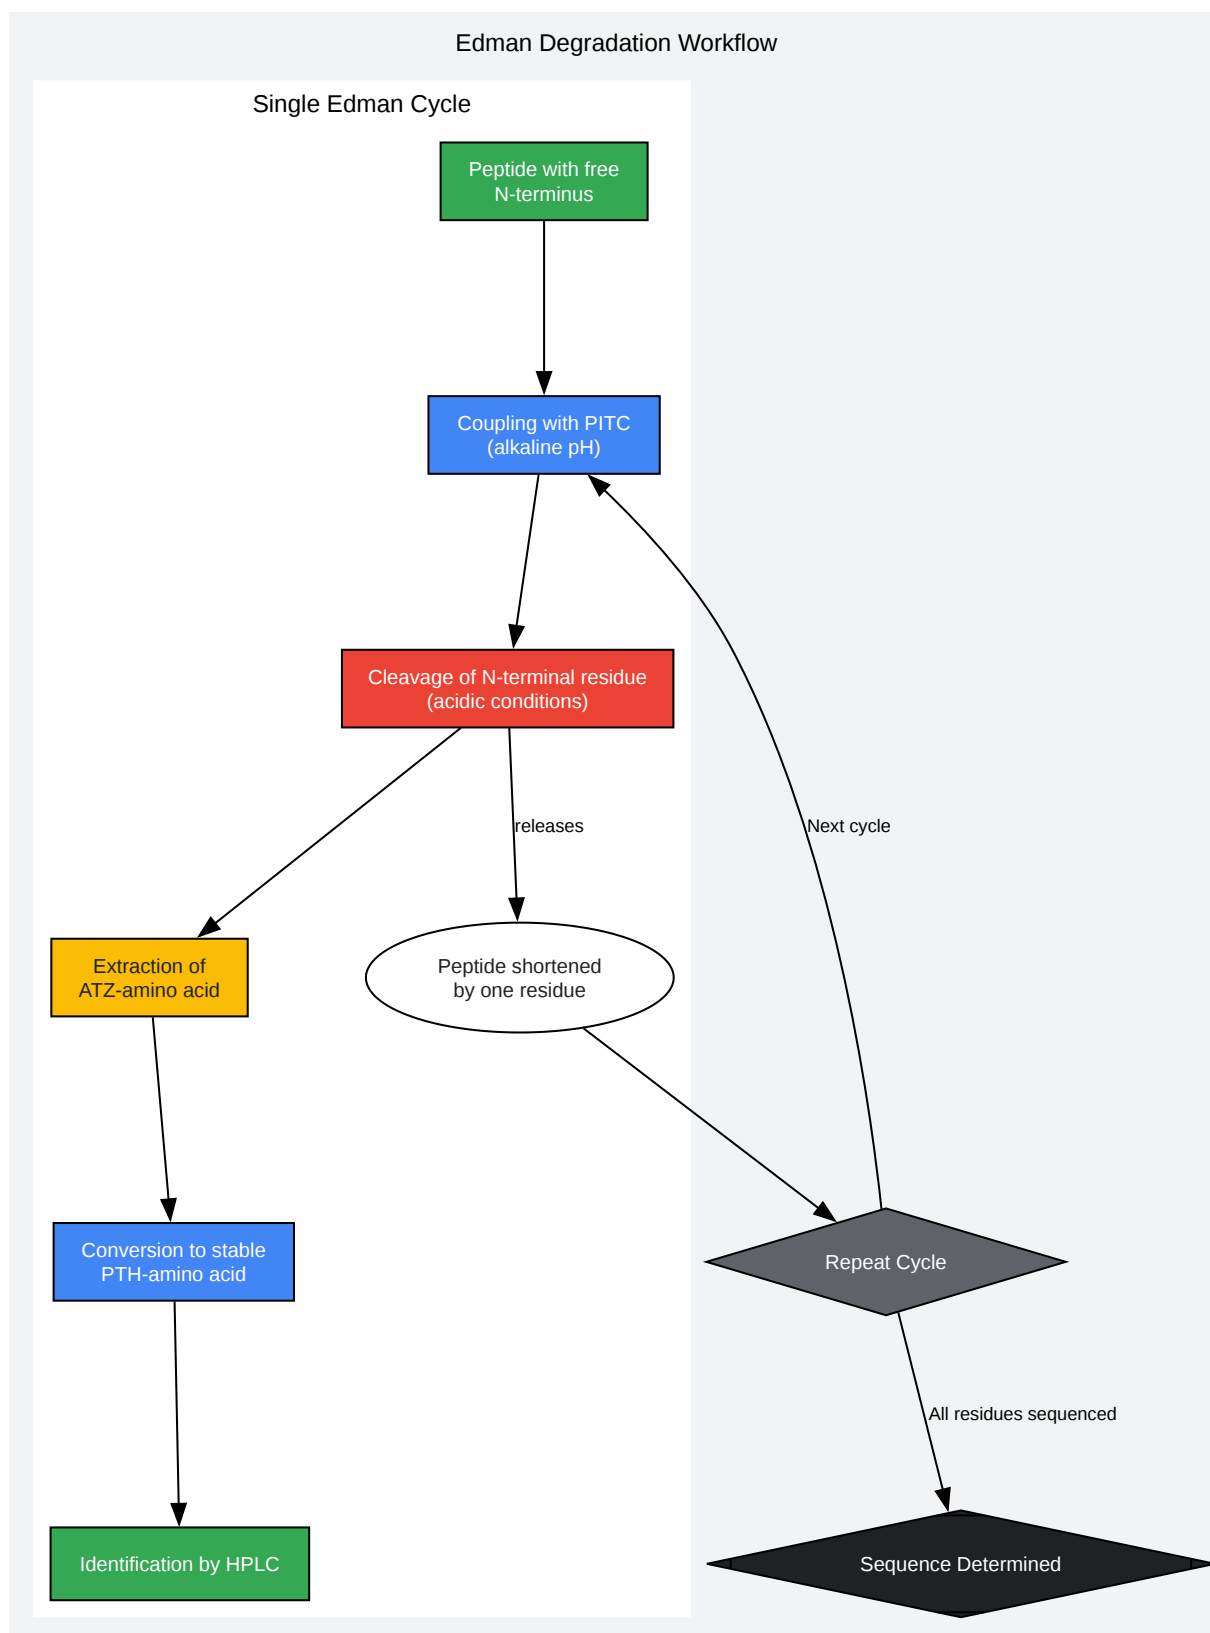 Edman Degradation Workflow
Single Edman Cycle
Peptide with free
N-terminus
Coupling with PITC
(alkaline pH)
Cleavage of N-terminal residue
(acidic conditions)
releases
Next cycle
Extraction of
ATZ-amino acid
Peptide shortened
by one residue
Conversion to stable
PTH-amino acid
Repeat Cycle
All residues sequenced
Identification by HPLC
Sequence Determined